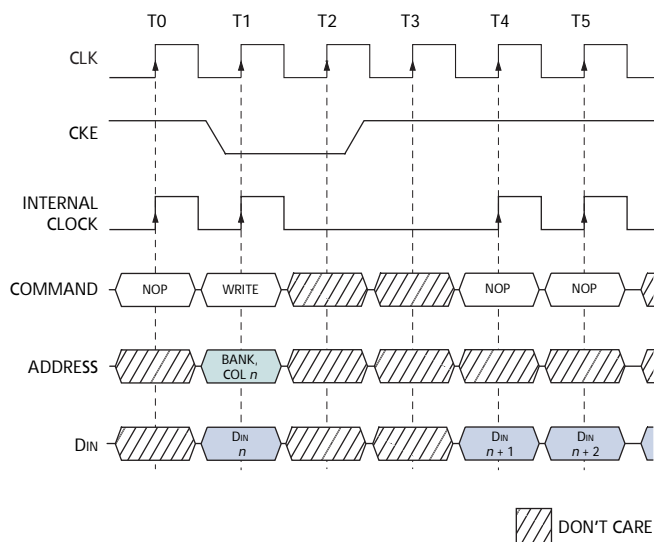 T0 T1 T2 T3 T4 T5
CLK
CKE
INTERNAL
CLOCK
COMMAND NOP WRITE NOP NOP
ADDRESS BANK,
COL n
DIN DIN
n DIN
n + 1 DIN
n + 2
DON'T CARE